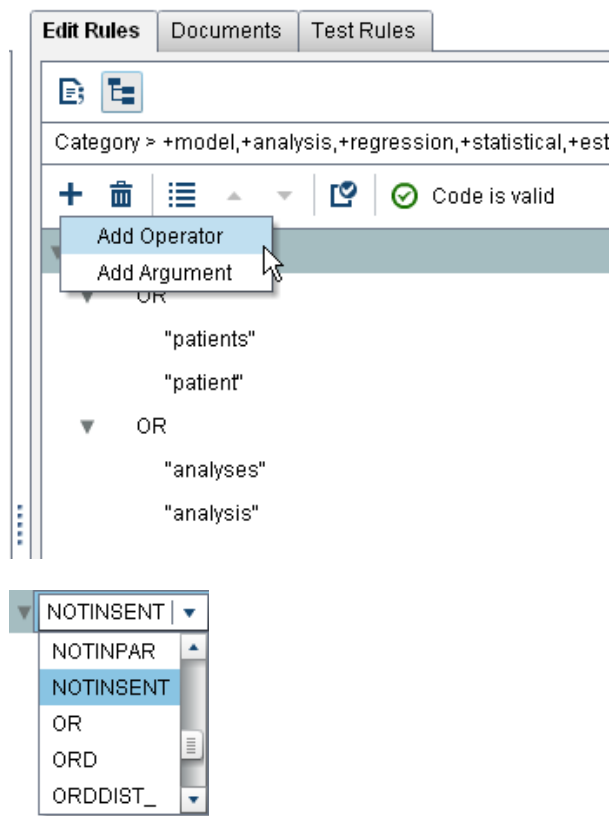 Edit Rules Documents Test Rules
Category > +model,+analysis,+regression,+statistical,+est
Code is valid
Add Operator
Add Argument
OR
"patients"
"patient"
OR
"analyses"
"analysis"
NOTINSENT
NOTINPAR
NOTINSENT
OR
ORD
ORDDIST_